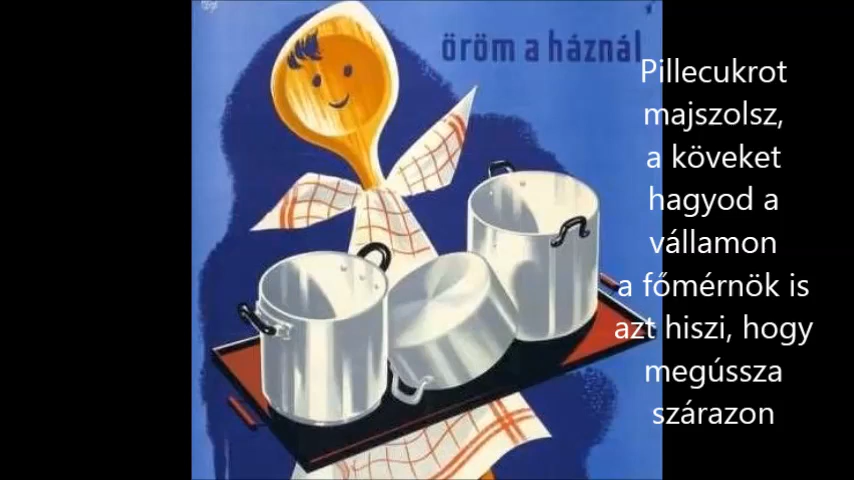 öröm a háznál
Pillecukrot
majszolsz,
a köveket
hagyod a
vállamon
a főmérnök is
azt hiszi, hogy
megússza
szárazon